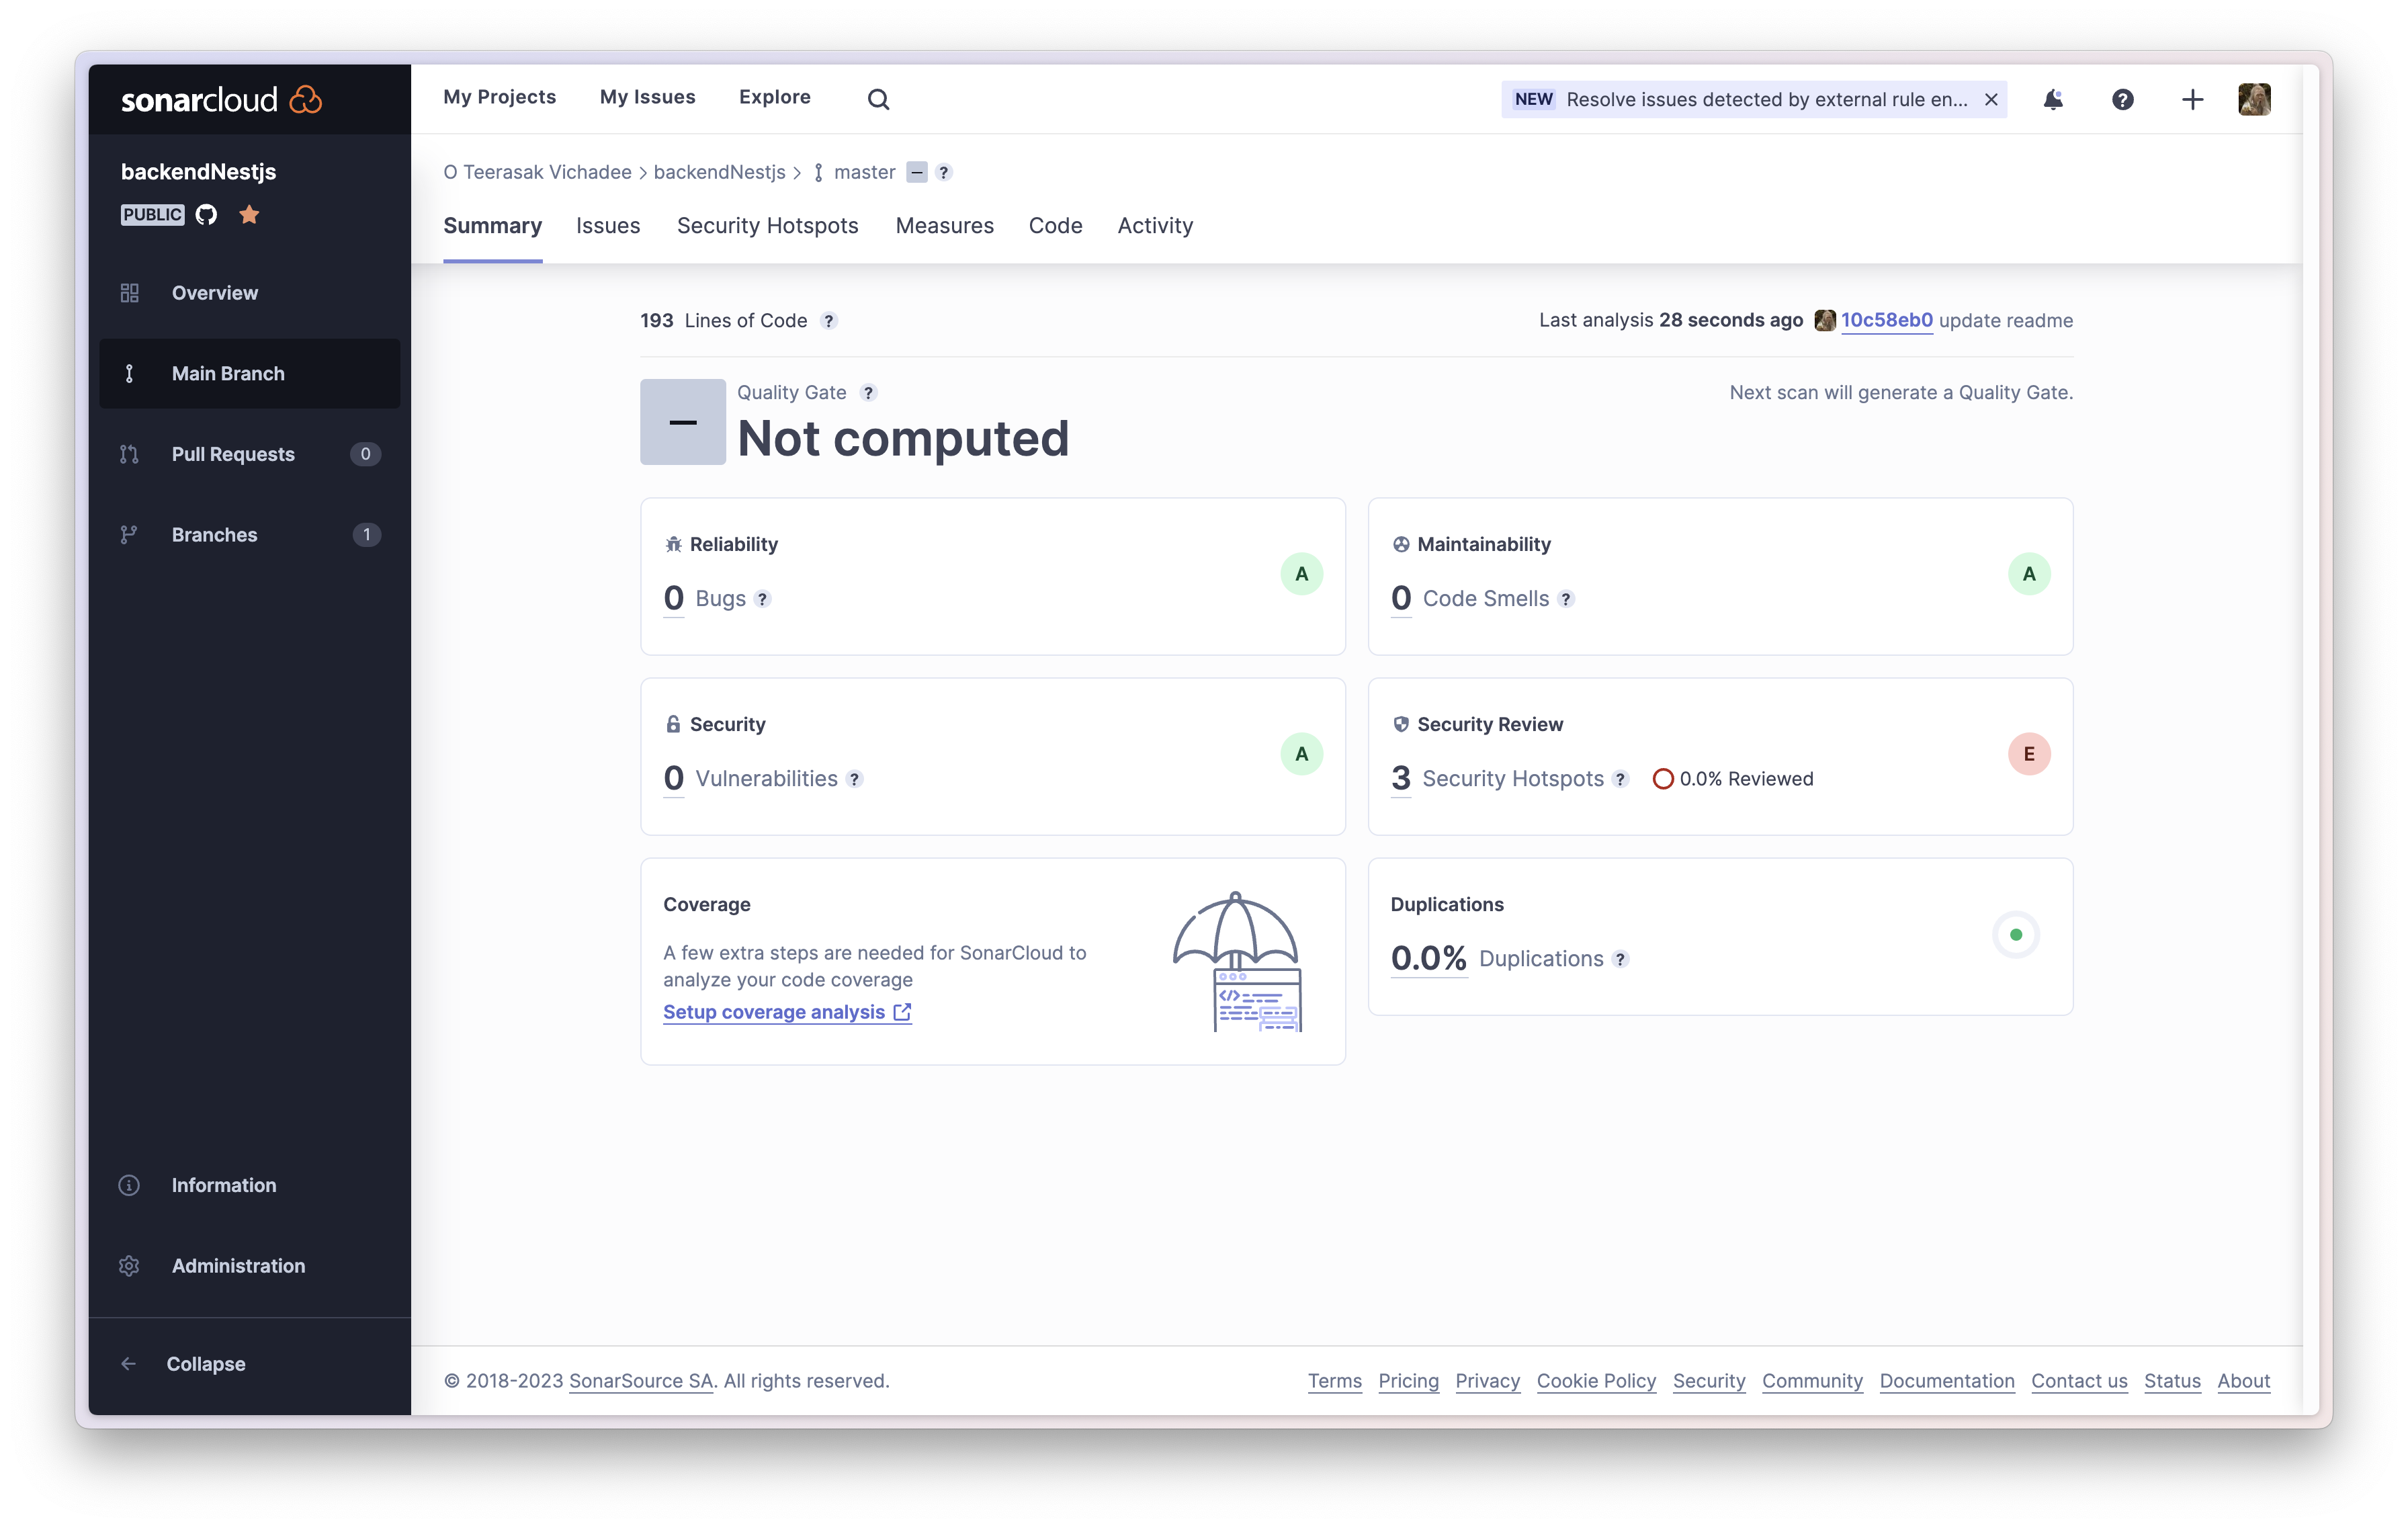 sonarcloud
My Projects My Issues Explore
NEW Resolve issues detected by external rule en...
backendNestjs
PUBLIC
Overview
Main Branch
Pull Requests 0
Branches 1
Information
Administration
Collapse
O Teerasak Vichadee > backendNestjs > master – ?
Summary Issues Security Hotspots Measures Code Activity
193 Lines of Code ?
Last analysis 28 seconds ago 10c58eb0 update readme
Quality Gate ?
Not computed
Next scan will generate a Quality Gate.
Reliability
0 Bugs ?
A
Maintainability
0 Code Smells ?
A
Security
0 Vulnerabilities ?
A
Security Review
3 Security Hotspots ? 0.0% Reviewed
E
Coverage
A few extra steps are needed for SonarCloud to
analyze your code coverage
Setup coverage analysis
</>
Duplications
0.0% Duplications ?
© 2018-2023 SonarSource SA. All rights reserved.
Terms Pricing Privacy Cookie Policy Security Community Documentation Contact us Status About